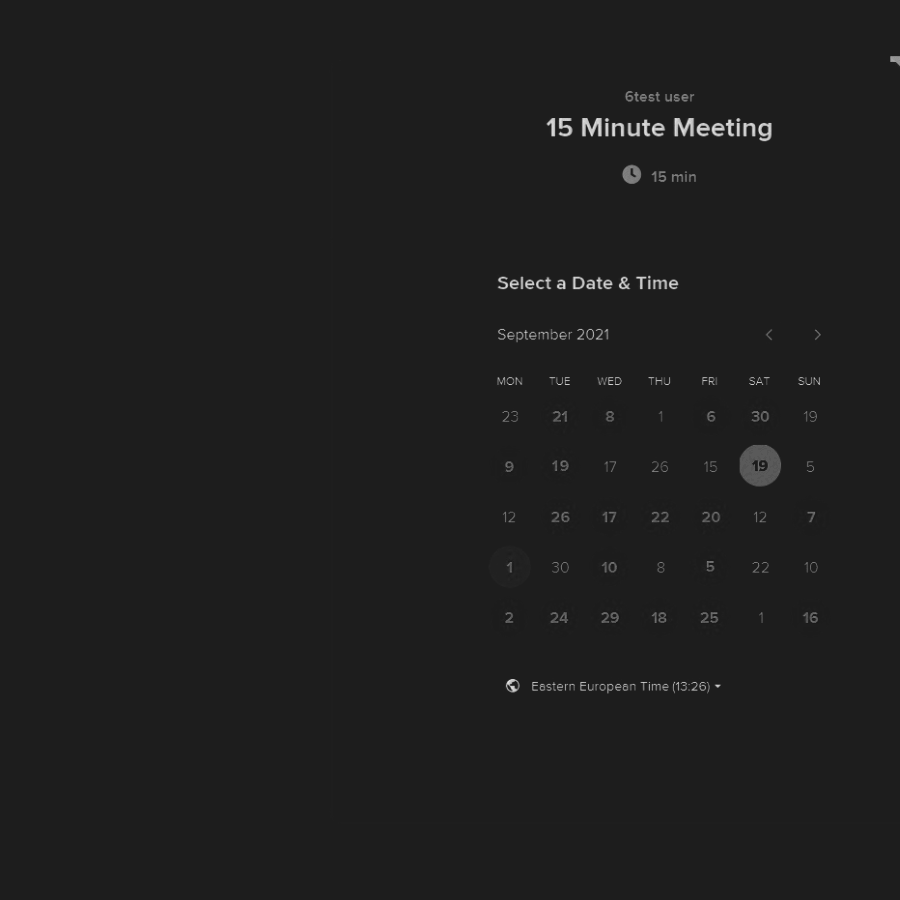 6test user
15 Minute Meeting
15 min
Select a Date & Time
September 2021
MON TUE WED THU FRI SAT SUN
23 21 8 1 6 30 19
9 19 17 26 15 19 5
12 26 17 22 20 12 7
1 30 10 8 5 22 10
2 24 29 18 25 1 16
Eastern European Time (13:26)